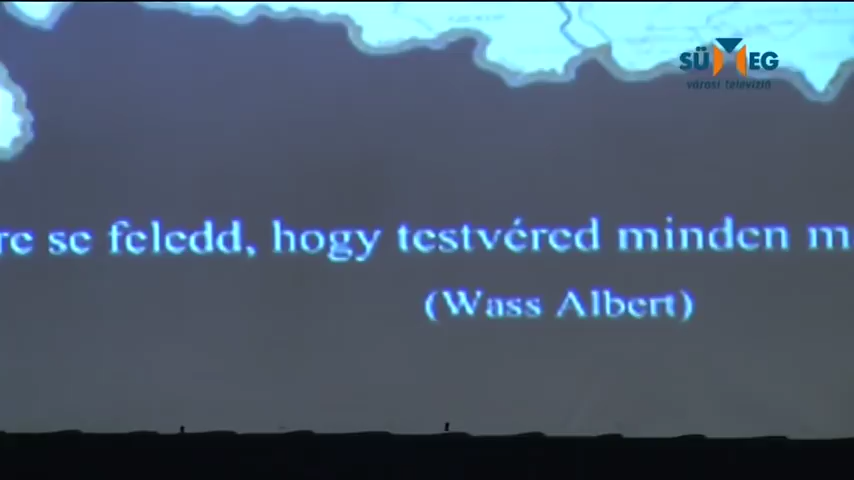 SÜMEG
városi televízió
re se feledd, hogy testvéred minden m
(Wass Albert)